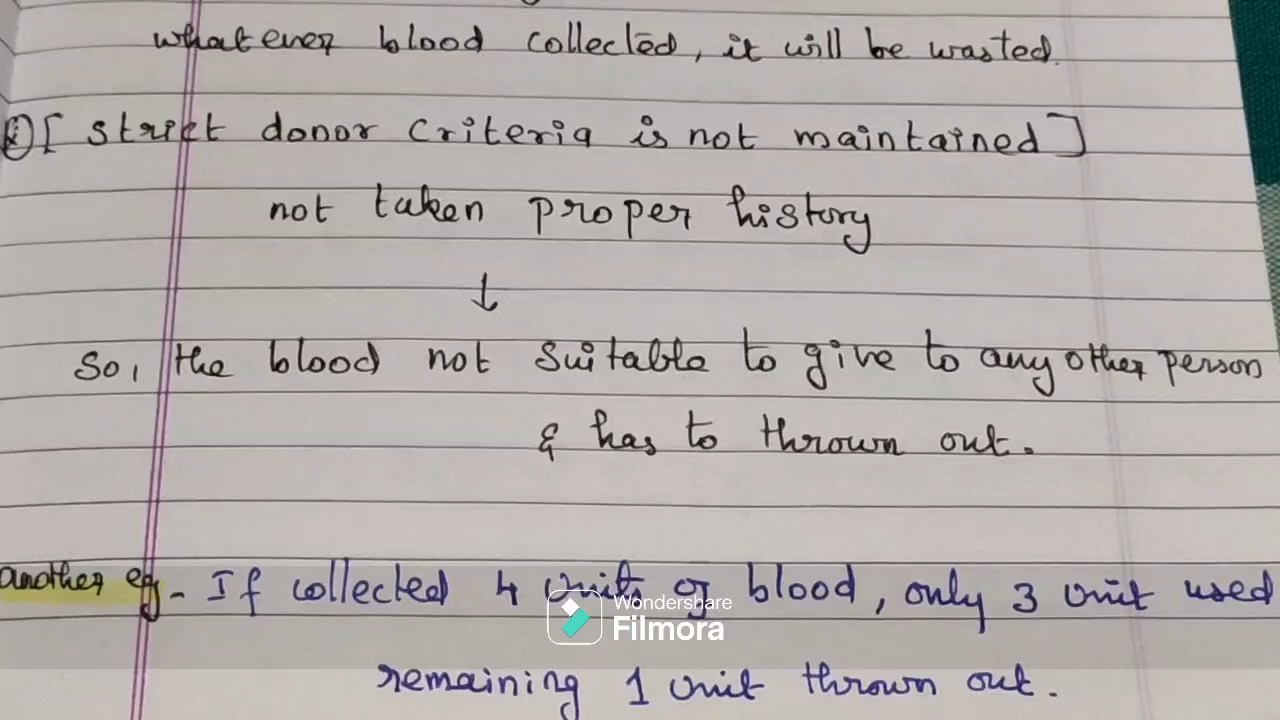 whatever blood collected, it will be wasted.
[ strict donor criteria is not maintained ]
not taken proper history
↓
So, the blood not suitable to give to any other person
& has to thrown out.
another eg - If collected 4 unit of blood, only 3 unit used
remaining 1 unit thrown out.
Wondershare
Filmora